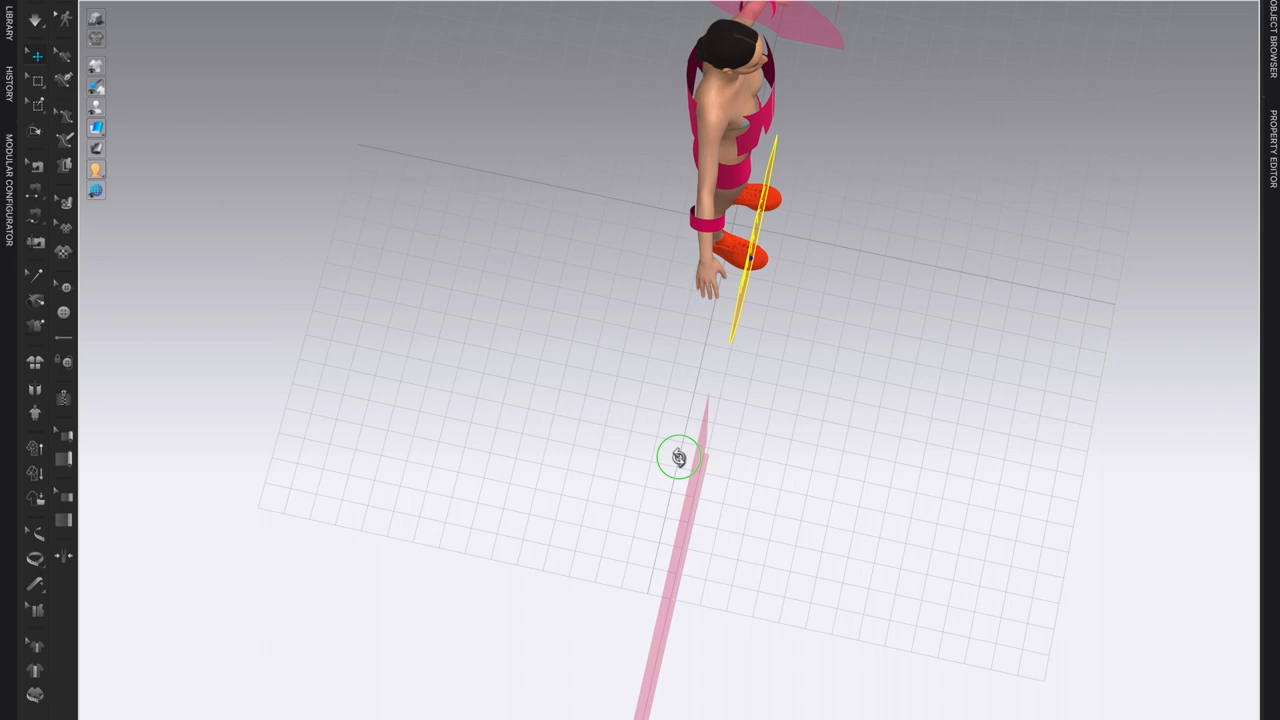 LIBRARY
HISTORY
MODULAR CONFIGURATOR
OBJECT BROWSER
PROPERTY EDITOR